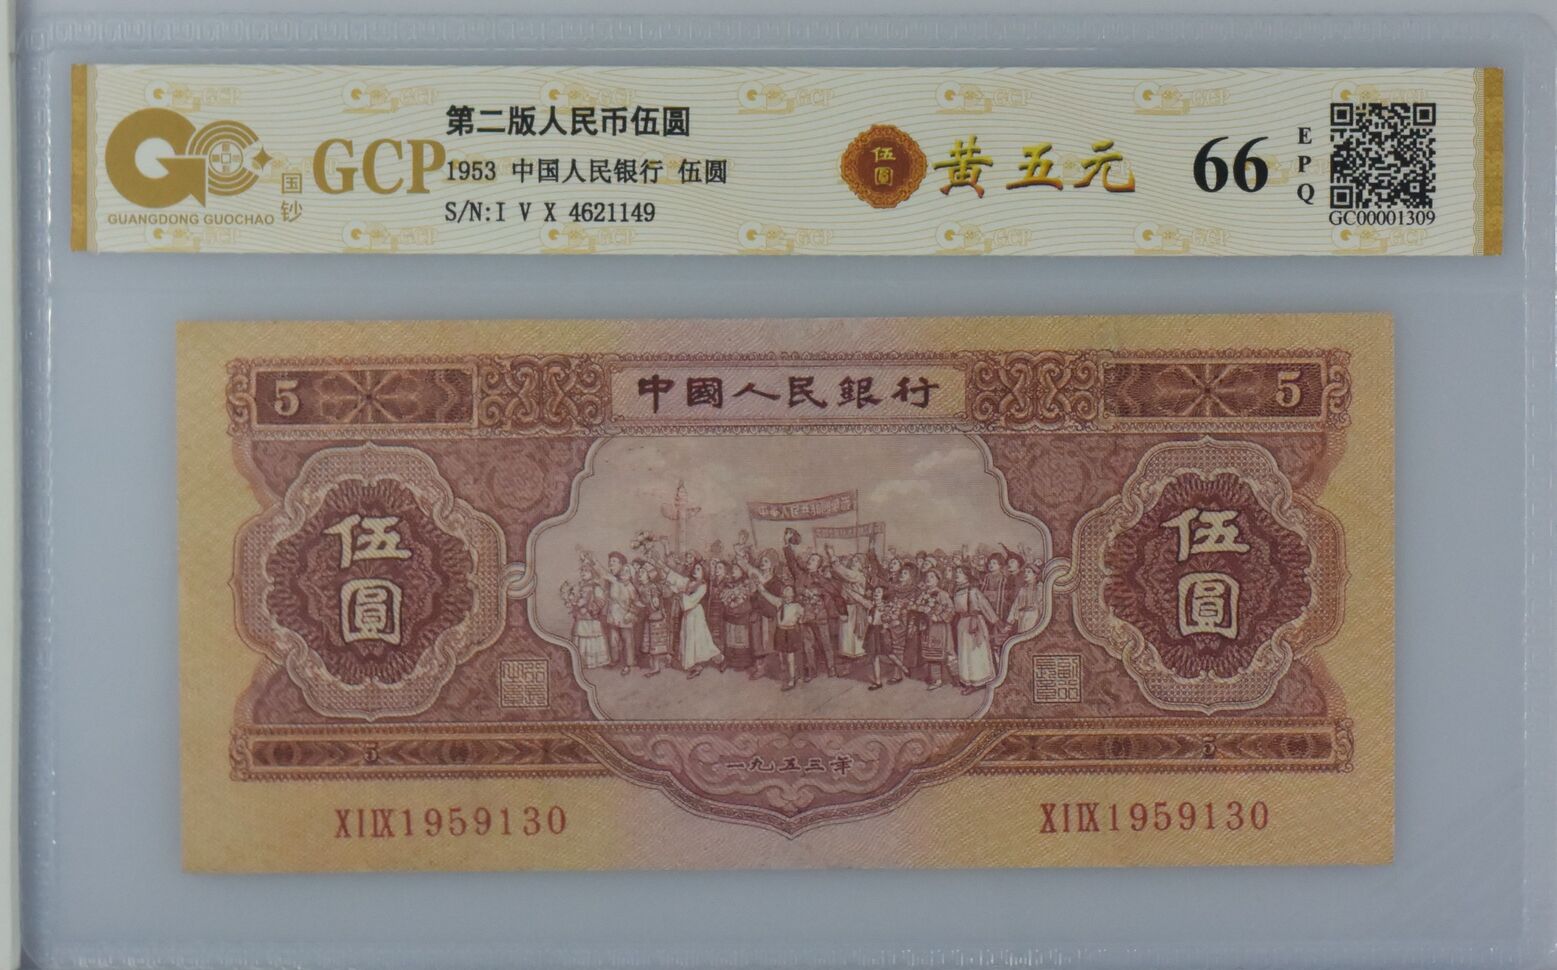 GUANGDONG GUOCHAO
国钞
GCP
第二版人民币伍圆
1953 中国人民银行 伍圆
S/N:I V X 4621149
伍圓
黄五元
66
EPQ
GC00001309
5
中國人民銀行
5
伍圓
伍圓
5
一九五三年
5
XIIX1959130
XIIX1959130